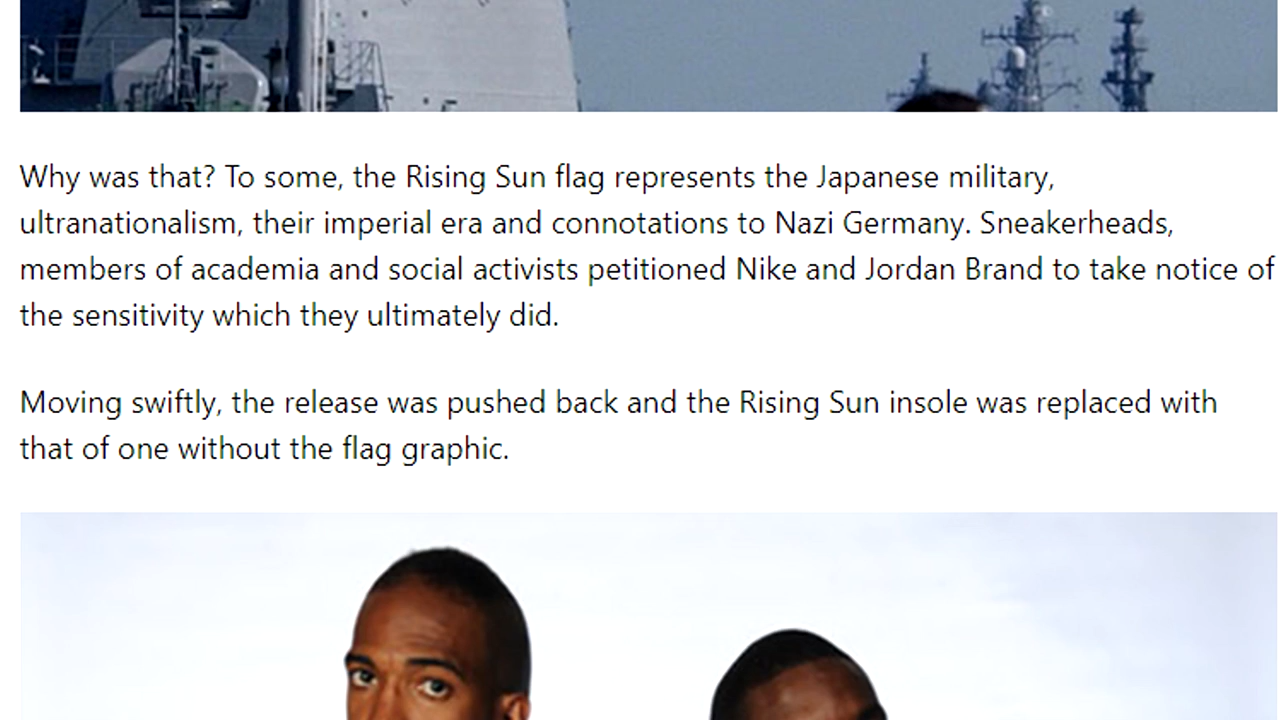 Why was that? To some, the Rising Sun flag represents the Japanese military,
ultranationalism, their imperial era and connotations to Nazi Germany. Sneakerheads,
members of academia and social activists petitioned Nike and Jordan Brand to take notice of
the sensitivity which they ultimately did.
Moving swiftly, the release was pushed back and the Rising Sun insole was replaced with
that of one without the flag graphic.